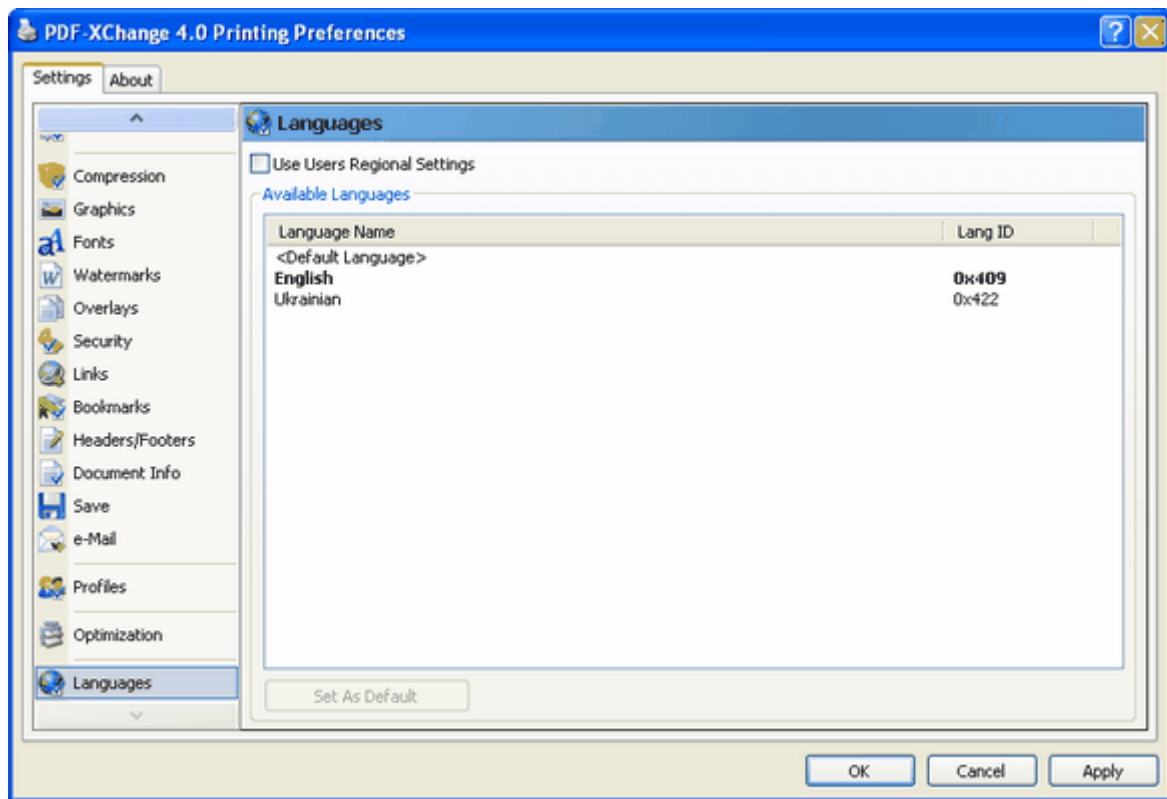 PDF-XChange 4.0 Printing Preferences
Settings About
Languages
Compression
Graphics
Fonts
Watermarks
Overlays
Security
Links
Bookmarks
Headers/Footers
Document Info
Save
e-Mail
Profiles
Optimization
Languages
Use Users Regional Settings
Available Languages
Language Name Lang ID
<Default Language>
English 0x409
Ukrainian 0x422
Set As Default
OK Cancel Apply